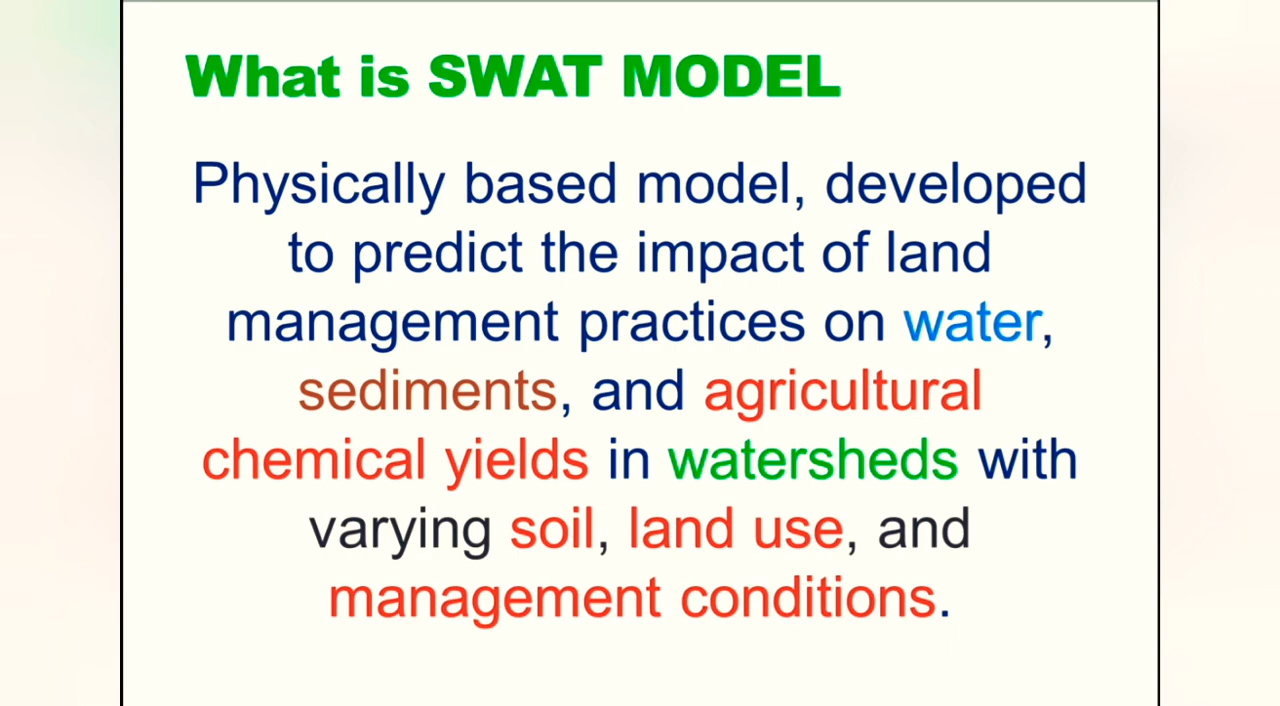 What is SWAT MODEL
Physically based model, developed
to predict the impact of land
management practices on water,
sediments, and agricultural
chemical yields in watersheds with
varying soil, land use, and
management conditions.